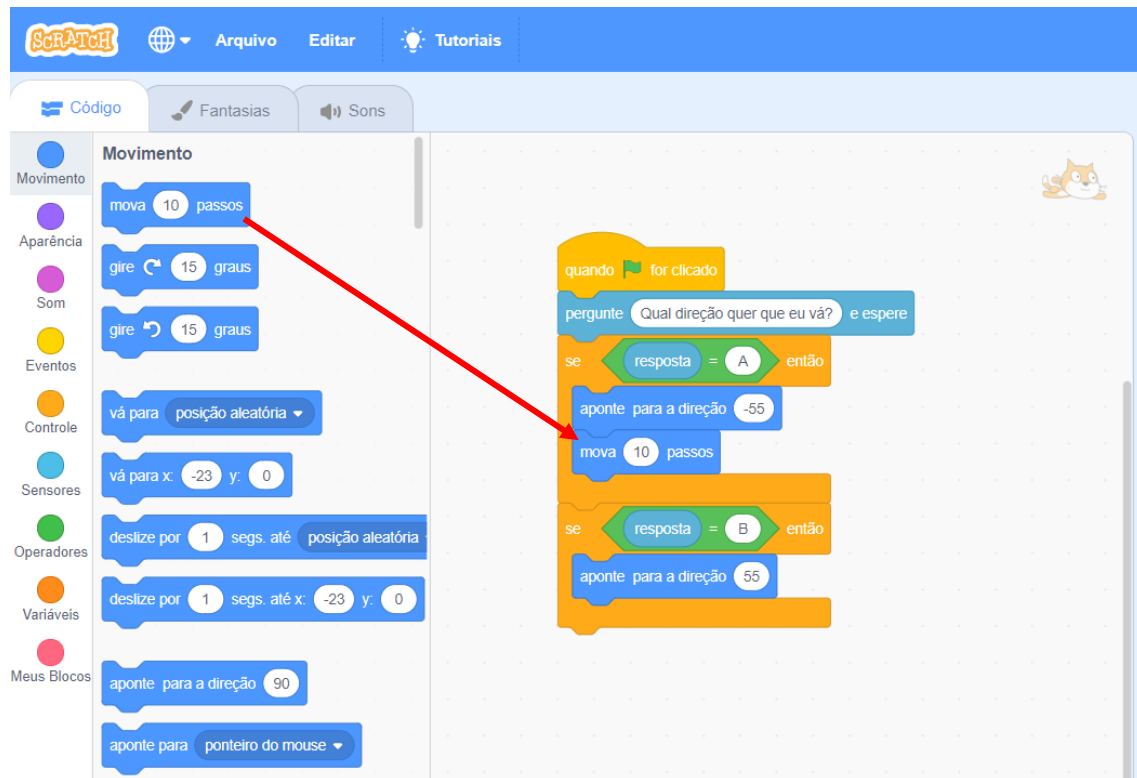 SCRATCH Arquivo Editar Tutoriais
Código Fantasias Sons
Movimento
Aparência
Som
Eventos
Controle
Sensores
Operadores
Variáveis
Meus Blocos
Movimento
mova 10 passos
gire 15 graus
gire 15 graus
vá para posição aleatória
vá para x: -23 y: 0
deslize por 1 segs. até posição aleatória
deslize por 1 segs. até x: -23 y: 0
aponte para a direção 90
aponte para ponteiro do mouse
quando for clicado
pergunte Qual direção quer que eu vá? e espere
se resposta = A então
aponte para a direção -55
mova 10 passos
se resposta = B então
aponte para a direção 55